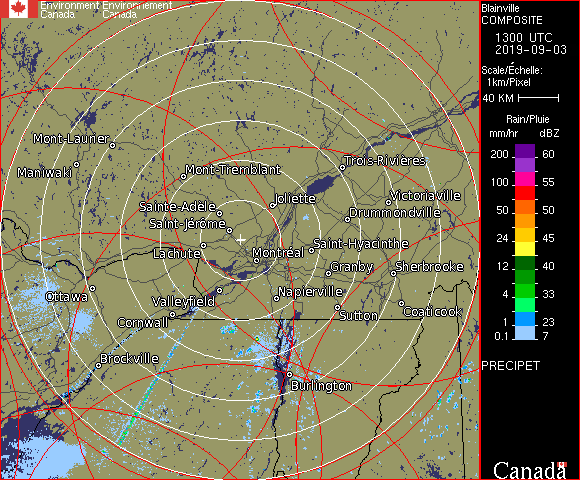 Environment Environnement
Canada Canada
Blainville
COMPOSITE
1300 UTC
2019-09-03
Scale/Échelle:
1km/Pixel
40 KM
Rain/Pluie
mm/hr dBZ
200 60
100 55
50 50
24 45
12 40
4 33
1 23
0.1 7
PRECIPET
Mont-Laurier
Maniwaki
Mont-Tremblant
Trois-Rivières
Joliette
Victoriaville
Sainte-Adèle
Drummondville
Saint-Jérôme
Saint-Hyacinthe
Lachute
Montréal
Granby
Sherbrooke
Ottawa
Napierville
Valleyfield
Coaticook
Cornwall
Sutton
Brockville
Burlington
Canada